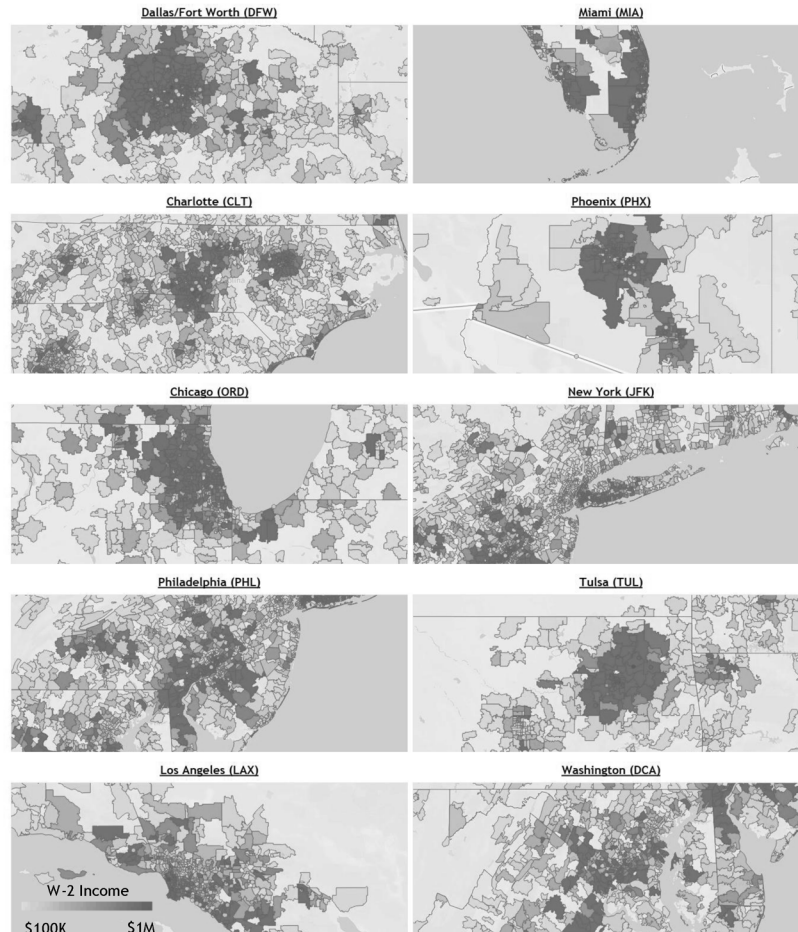 Dallas/Fort Worth (DFW)
Miami (MIA)
Charlotte (CLT)
Phoenix (PHX)
Chicago (ORD)
New York (JFK)
Philadelphia (PHL)
Tulsa (TUL)
Los Angeles (LAX)
Washington (DCA)
W-2 Income
$100K $1M